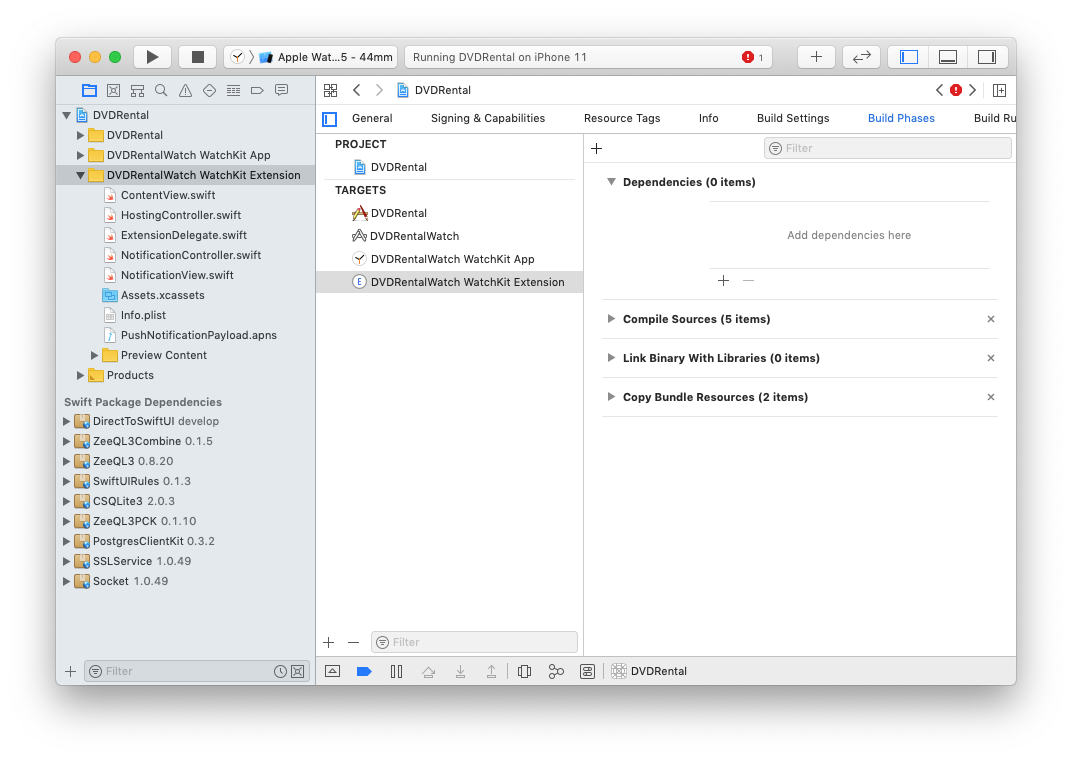 Apple Wat...5 - 44mm
Running DVDRental on iPhone 11
1
DVDRental
DVDRental
DVDRentalWatch WatchKit App
DVDRentalWatch WatchKit Extension
ContentView.swift
HostingController.swift
ExtensionDelegate.swift
NotificationController.swift
NotificationView.swift
Assets.xcassets
Info.plist
PushNotificationPayload.apns
Preview Content
Products
Swift Package Dependencies
DirectToSwiftUI develop
ZeeQL3Combine 0.1.5
ZeeQL3 0.8.20
SwiftUIRules 0.1.3
CSQLite3 2.0.3
ZeeQL3PCK 0.1.10
PostgresClientKit 0.3.2
SSLService 1.0.49
Socket 1.0.49
Filter
DVDRental
General Signing & Capabilities Resource Tags Info Build Settings Build Phases Build Ru
PROJECT
DVDRental
TARGETS
DVDRental
DVDRentalWatch
DVDRentalWatch WatchKit App
E DVDRentalWatch WatchKit Extension
Filter
Filter
Dependencies (0 items)
Add dependencies here
Compile Sources (5 items)
Link Binary With Libraries (0 items)
Copy Bundle Resources (2 items)
DVDRental